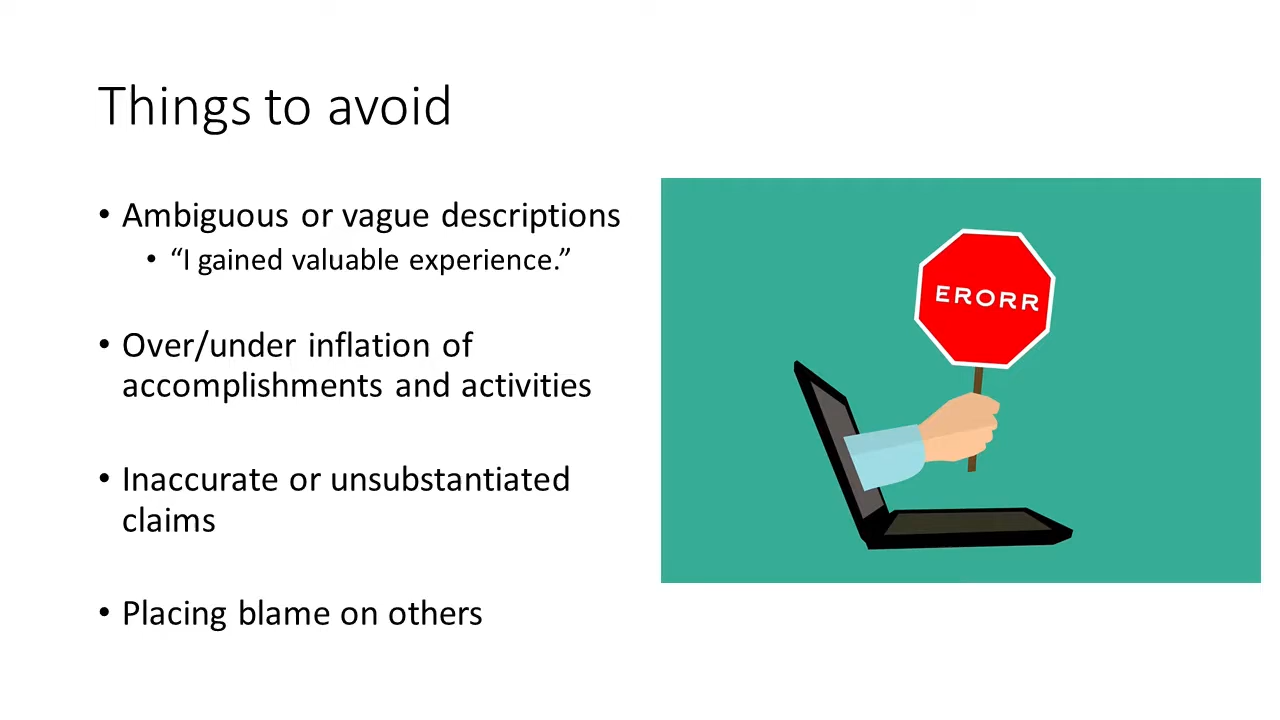 Things to avoid
• Ambiguous or vague descriptions
• “I gained valuable experience.”
• Over/under inflation of
accomplishments and activities
• Inaccurate or unsubstantiated
claims
• Placing blame on others
ERORR